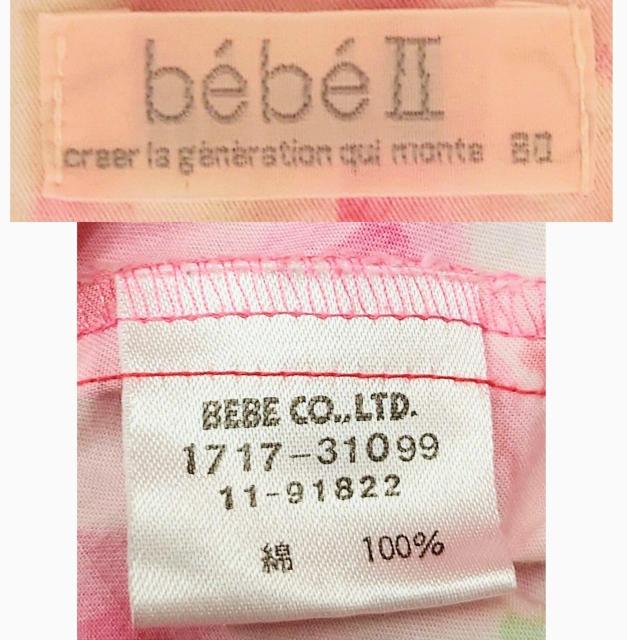 bébé II
creer la génération qui monte 80
BEBE CO.,LTD.
1717-31099
11-91822
綿 100%